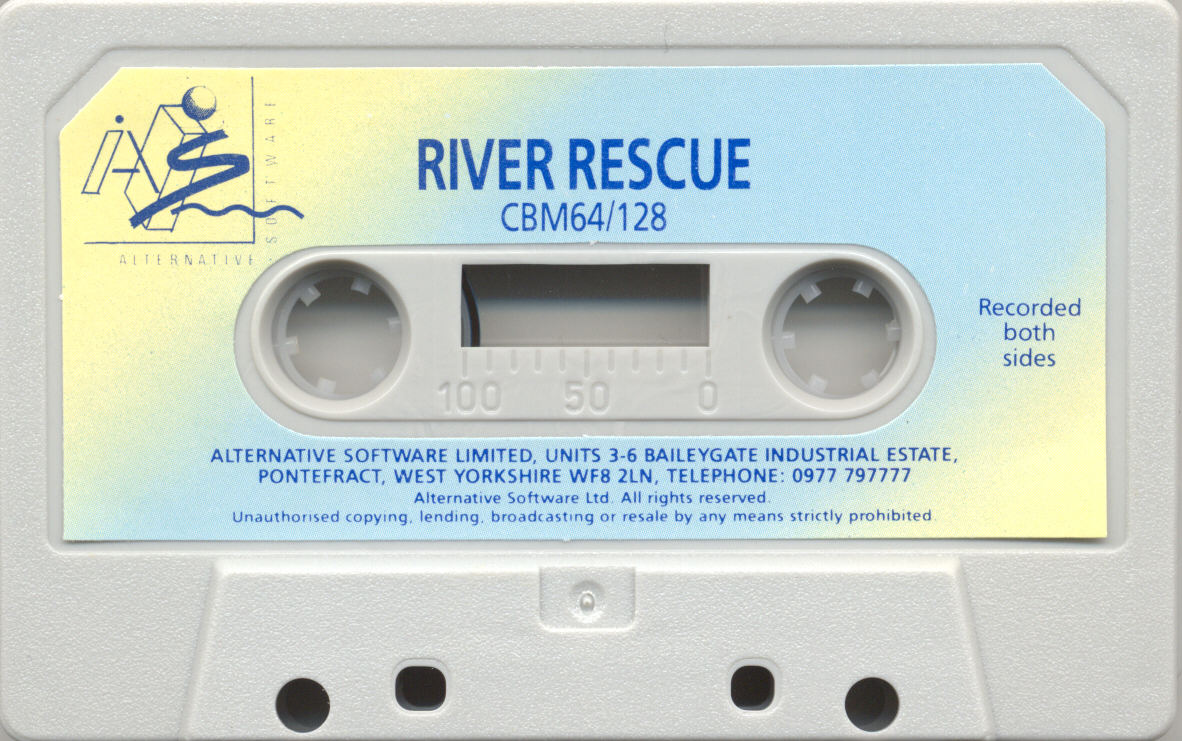 iAS
SOFTWARE
ALTERNATIVE
RIVER RESCUE
CBM64/128
Recorded
both
sides
100 50 0
ALTERNATIVE SOFTWARE LIMITED, UNITS 3-6 BAILEYGATE INDUSTRIAL ESTATE,
PONTEFRACT, WEST YORKSHIRE WF8 2LN, TELEPHONE: 0977 797777
Alternative Software Ltd. All rights reserved.
Unauthorised copying, lending, broadcasting or resale by any means strictly prohibited.